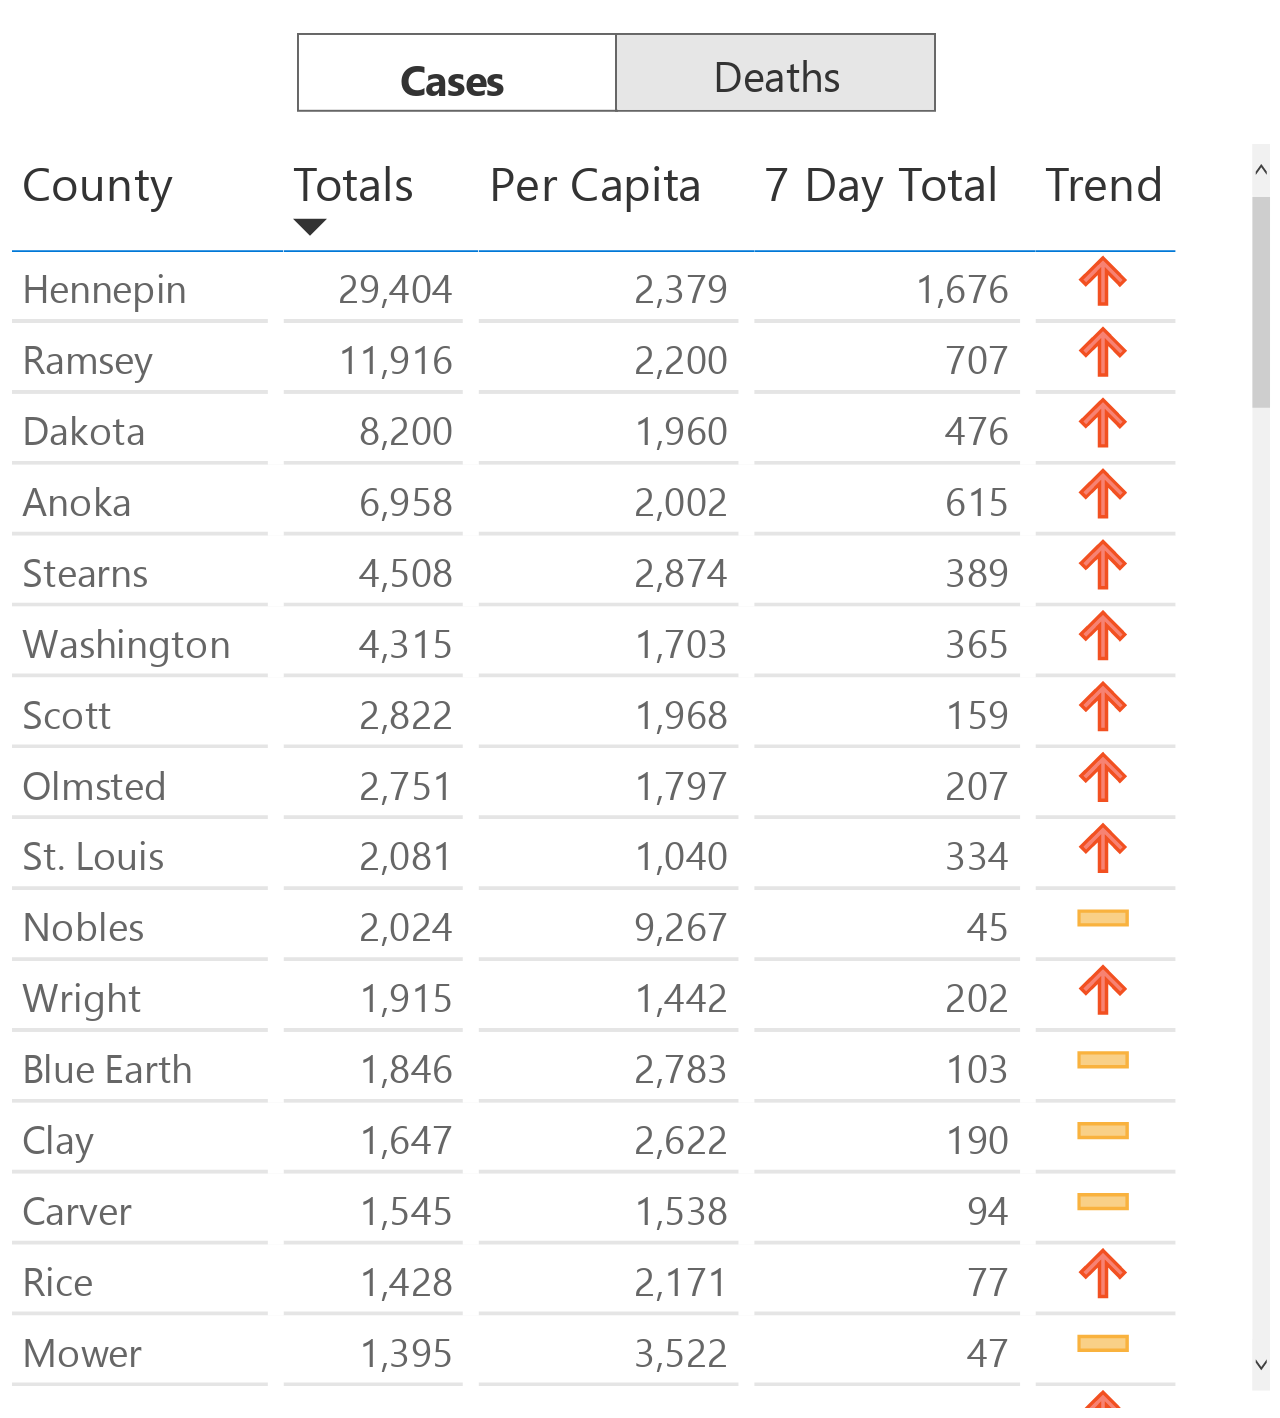 Cases Deaths
County Totals Per Capita 7 Day Total Trend
Hennepin 29,404 2,379 1,676
Ramsey 11,916 2,200 707
Dakota 8,200 1,960 476
Anoka 6,958 2,002 615
Stearns 4,508 2,874 389
Washington 4,315 1,703 365
Scott 2,822 1,968 159
Olmsted 2,751 1,797 207
St. Louis 2,081 1,040 334
Nobles 2,024 9,267 45
Wright 1,915 1,442 202
Blue Earth 1,846 2,783 103
Clay 1,647 2,622 190
Carver 1,545 1,538 94
Rice 1,428 2,171 77
Mower 1,395 3,522 47